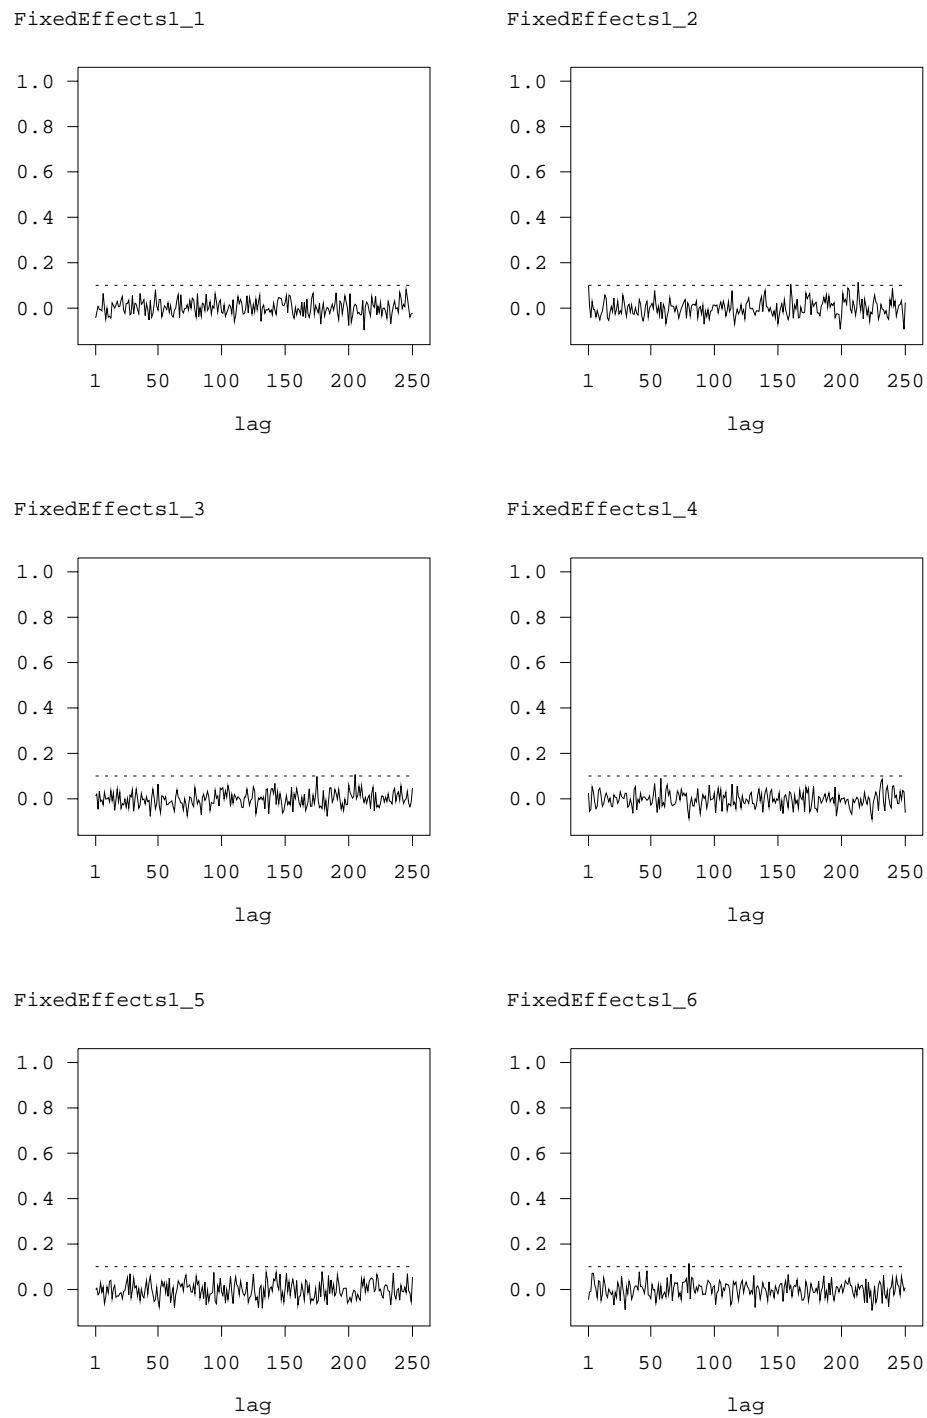 FixedEffects1_1
1.0
0.8
0.6
0.4
0.2
0.0
1 50 100 150 200 250
lag
FixedEffects1_2
1.0
0.8
0.6
0.4
0.2
0.0
1 50 100 150 200 250
lag
FixedEffects1_3
1.0
0.8
0.6
0.4
0.2
0.0
1 50 100 150 200 250
lag
FixedEffects1_4
1.0
0.8
0.6
0.4
0.2
0.0
1 50 100 150 200 250
lag
FixedEffects1_5
1.0
0.8
0.6
0.4
0.2
0.0
1 50 100 150 200 250
lag
FixedEffects1_6
1.0
0.8
0.6
0.4
0.2
0.0
1 50 100 150 200 250
lag